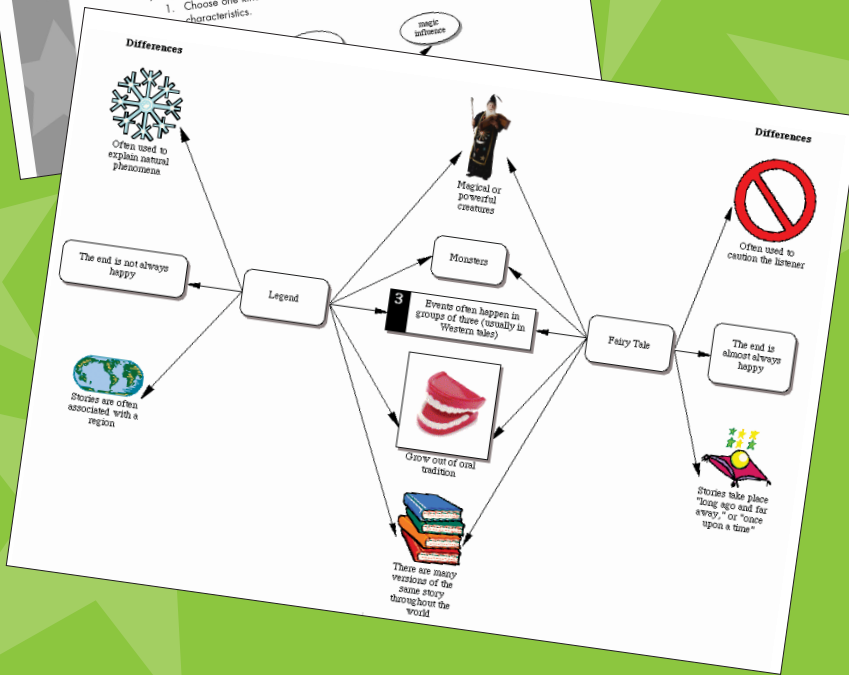 1. Choose one
characteristics.
magic
influence
Differences
Often used to
explain natural
phenomena
The end is not always
happy
Stories are often
associated with a
region
Legend
Magical or
powerful
creatures
Monsters
3
Events often happen in
groups of three (usually in
Western tales)
Grow out of oral
tradition
There are many
versions of the
same story
throughout the
world
Fairy Tale
Differences
Often used to
caution the listener
The end is
almost always
happy
Stories take place
"long ago and far
away," or "once
upon a time"